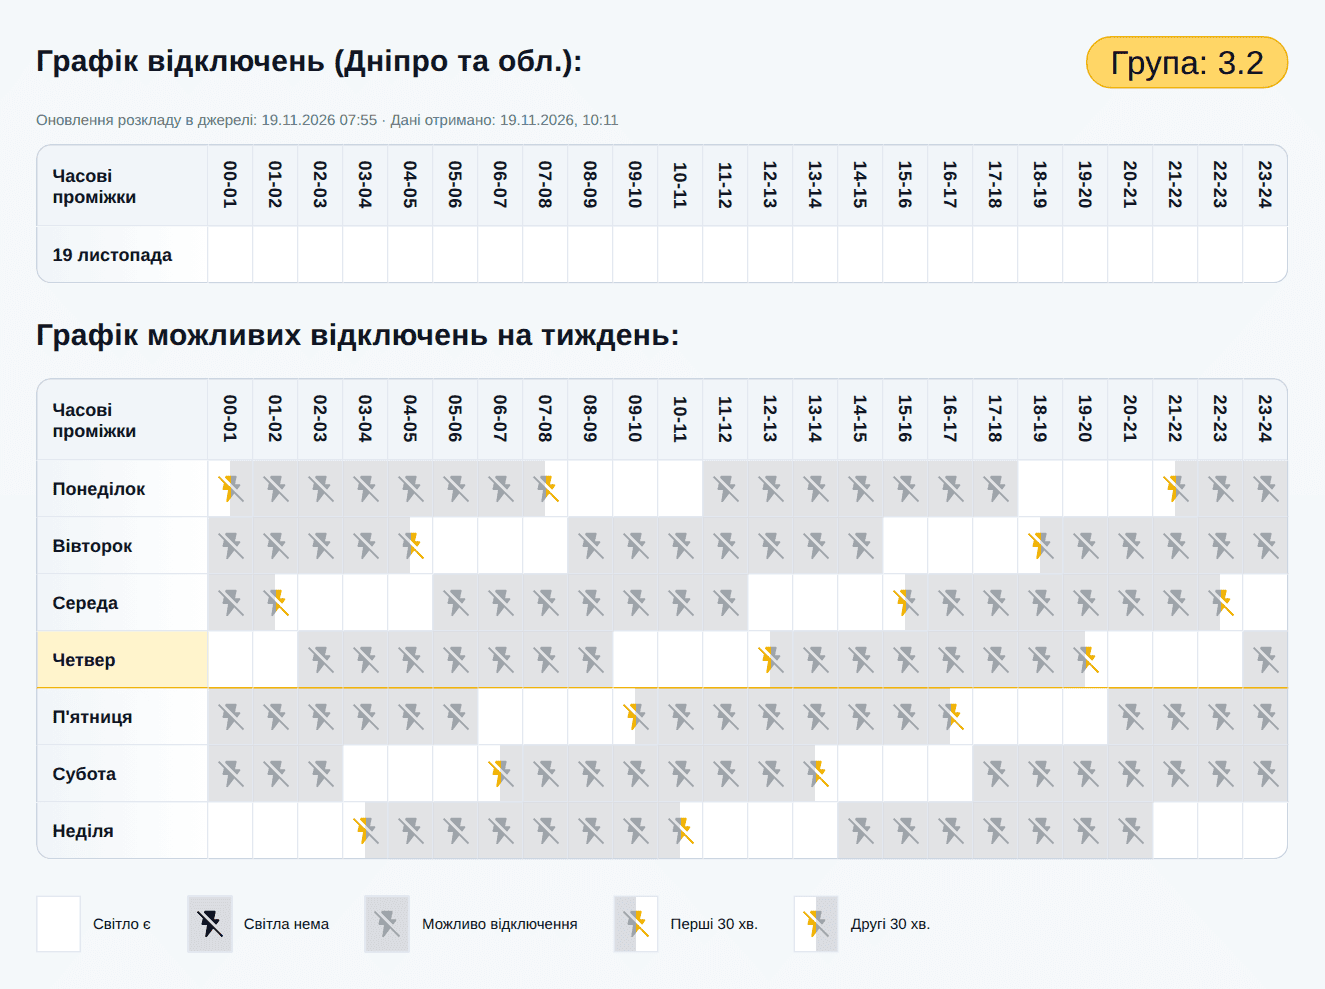 Графік відключень (Дніпро та обл.):
Група: 3.2
Оновлення розкладу в джерелі: 19.11.2026 07:55 · Дані отримано: 19.11.2026, 10:11
Часові проміжки 00-01 01-02 02-03 03-04 04-05 05-06 06-07 07-08 08-09 09-10 10-11 11-12 12-13 13-14 14-15 15-16 16-17 17-18 18-19 19-20 20-21 21-22 22-23 23-24
19 листопада
Графік можливих відключень на тиждень:
Часові проміжки 00-01 01-02 02-03 03-04 04-05 05-06 06-07 07-08 08-09 09-10 10-11 11-12 12-13 13-14 14-15 15-16 16-17 17-18 18-19 19-20 20-21 21-22 22-23 23-24
Понеділок
Вівторок
Середа
Четвер
П'ятниця
Субота
Неділя
Світло є
Світла нема
Можливо відключення
Перші 30 хв.
Другі 30 хв.